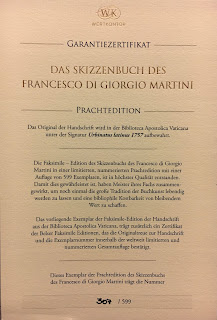 WK
WERTKUNST
GARANTIEZERTIFIKAT
DAS SKIZZENBUCH DES
FRANCESCO DI GIORGIO MARTINI
PRACHTEDITION
Das Original der Handschrift wird in der Biblioteca Apostolica Vaticana
unter der Signatur Urbinatus latinus 1757 aufbewahrt.
Die Faksimile - Edition des Skizzenbuchs des Francesco di Giorgio
Martini in einer limitierten, nummerierten Prachtedition mit einer
Auflage von 599 Exemplaren, ist in höchster Qualität entstanden.
Damit dies gewährleistet ist, haben Meister ihres Fachs zusammen-
gewirkt, um noch einmal die große Tradition der Buchkunst lebendig
werden zu lassen und eine bibliophile Kostbarkeit von bleibendem
Wert zu schaffen.
Das vorliegende Exemplar der Faksimile-Edition der Handschrift
aus der Biblioteca Apostolica Vaticana, trägt zusätzlich ein Zertifikat
der Belser Faksimile Editionen, das die Originaltreue zur Handschrift
und die Exemplarnummer innerhalb der weltweit limitierten und
nummerierten Gesamtauflage bestätigt.
Dieses Exemplar der Prachtedition des Skizzenbuchs
des Francesco di Giorgio Martini trägt die Nummer
307 / 599